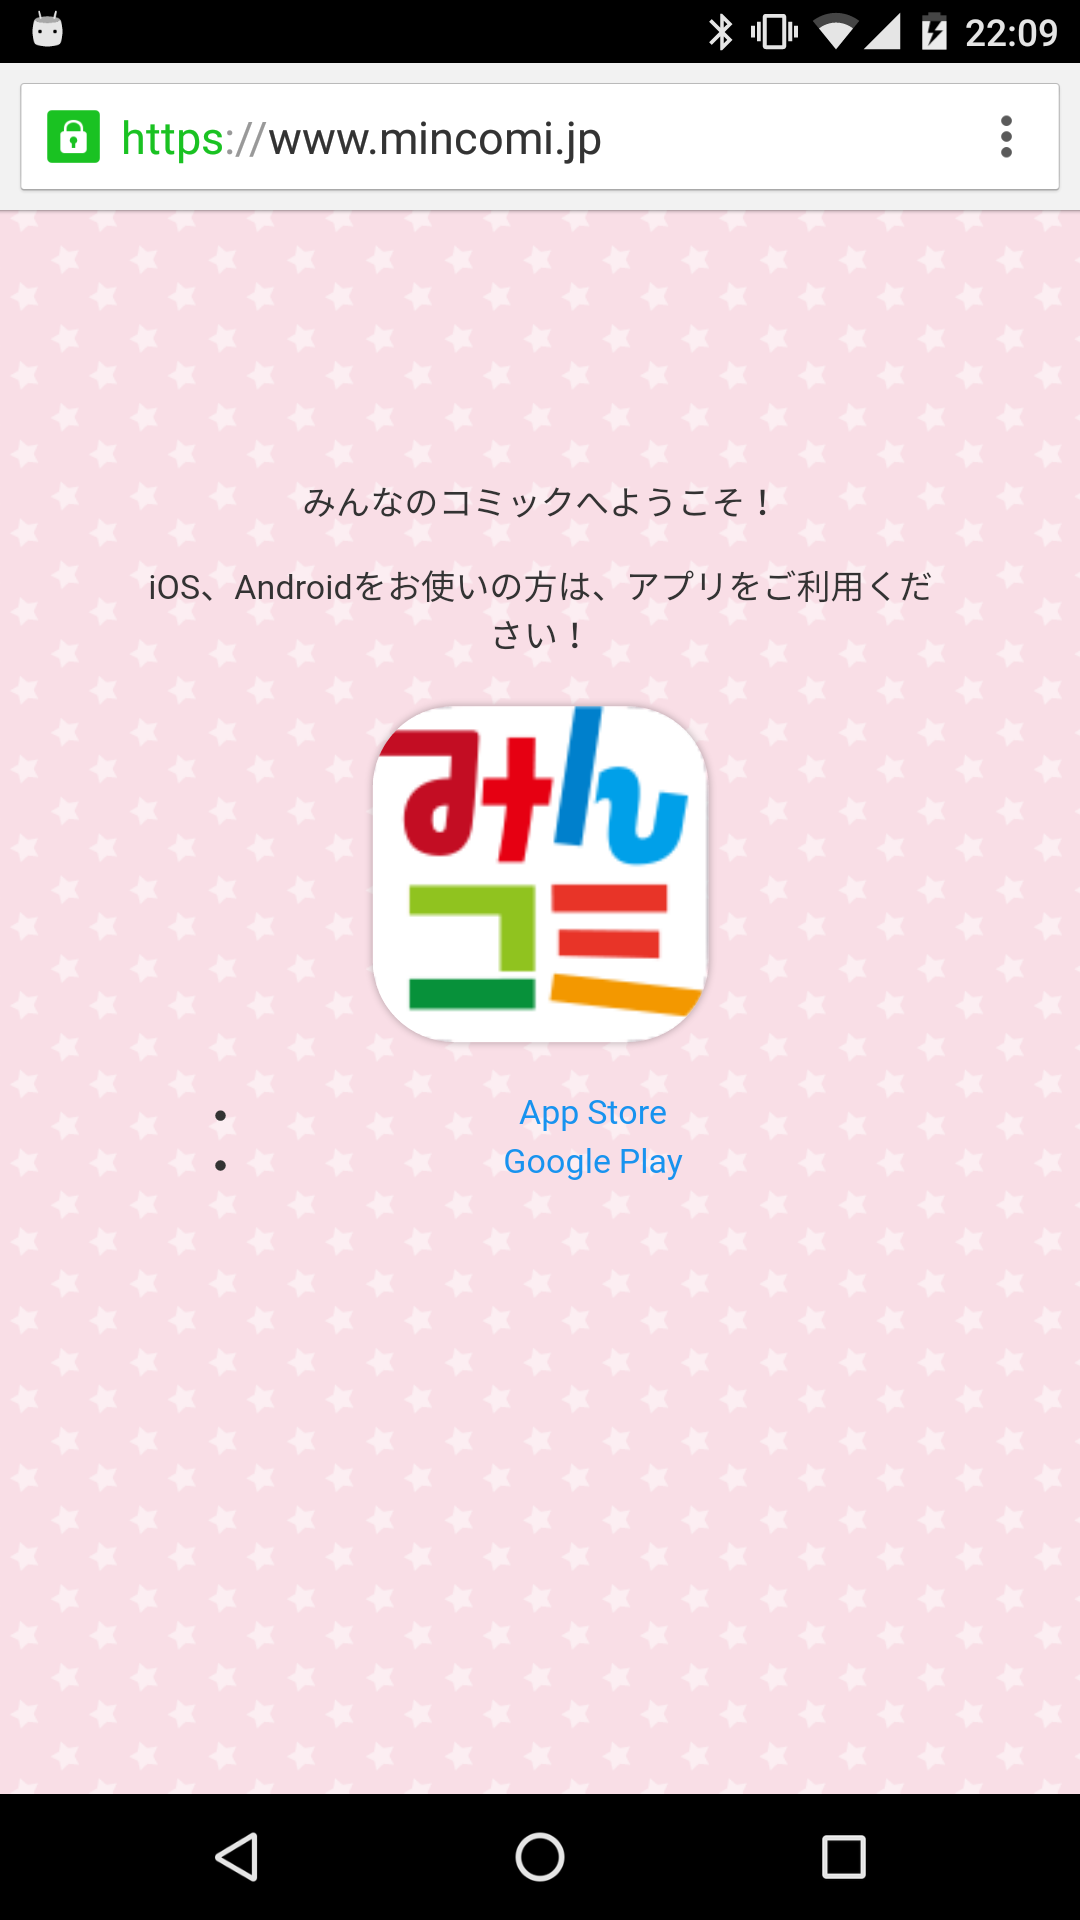 22:09
https://www.mincomi.jp
みんなのコミックへようこそ！
iOS、Androidをお使いの方は、アプリをご利用くだ
さい！
みん
コミ
• App Store
• Google Play